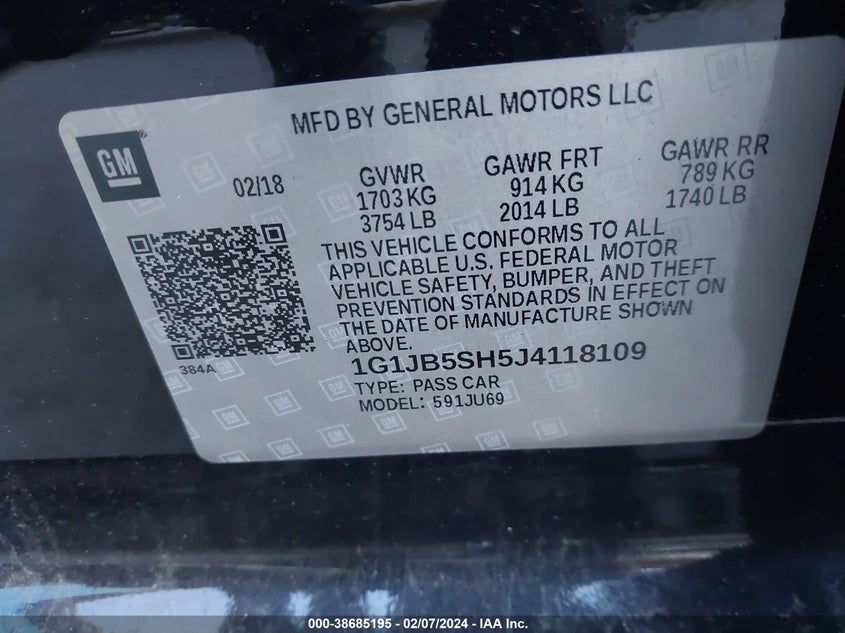 MFD BY GENERAL MOTORS LLC
GM
®
02/18
GVWR
1703 KG
3754 LB
GAWR FRT
914 KG
2014 LB
GAWR RR
789 KG
1740 LB
THIS VEHICLE CONFORMS TO ALL
APPLICABLE U.S. FEDERAL MOTOR
VEHICLE SAFETY, BUMPER, AND THEFT
PREVENTION STANDARDS IN EFFECT ON
THE DATE OF MANUFACTURE SHOWN
ABOVE.
384A
1G1JB5SH5J4118109
TYPE: PASS CAR
MODEL: 591JU69
000-38685195 - 02/07/2024 - IAA Inc.